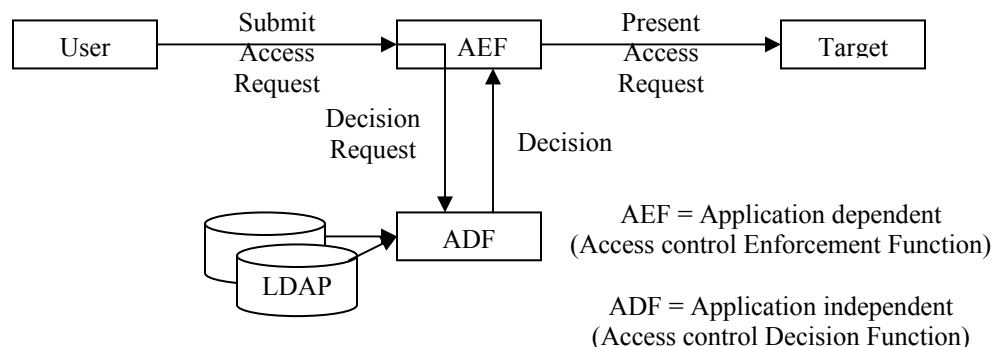 User
Submit
Access
Request
AEF
Present
Access
Request
Target
Decision
Request
Decision
LDAP
ADF
AEF = Application dependent
(Access control Enforcement Function)
ADF = Application independent
(Access control Decision Function)